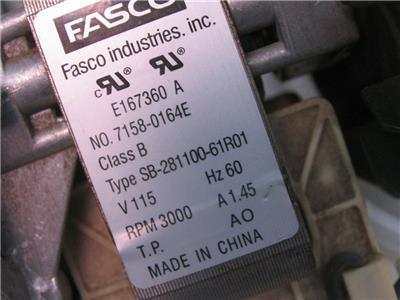 FASCO
Fasco industries. inc.
E167360 A
NO. 7158-0164E
Class B
Type SB-281100-61R01
V 115 Hz 60
RPM 3000 A 1.45
T.P. AO
MADE IN CHINA